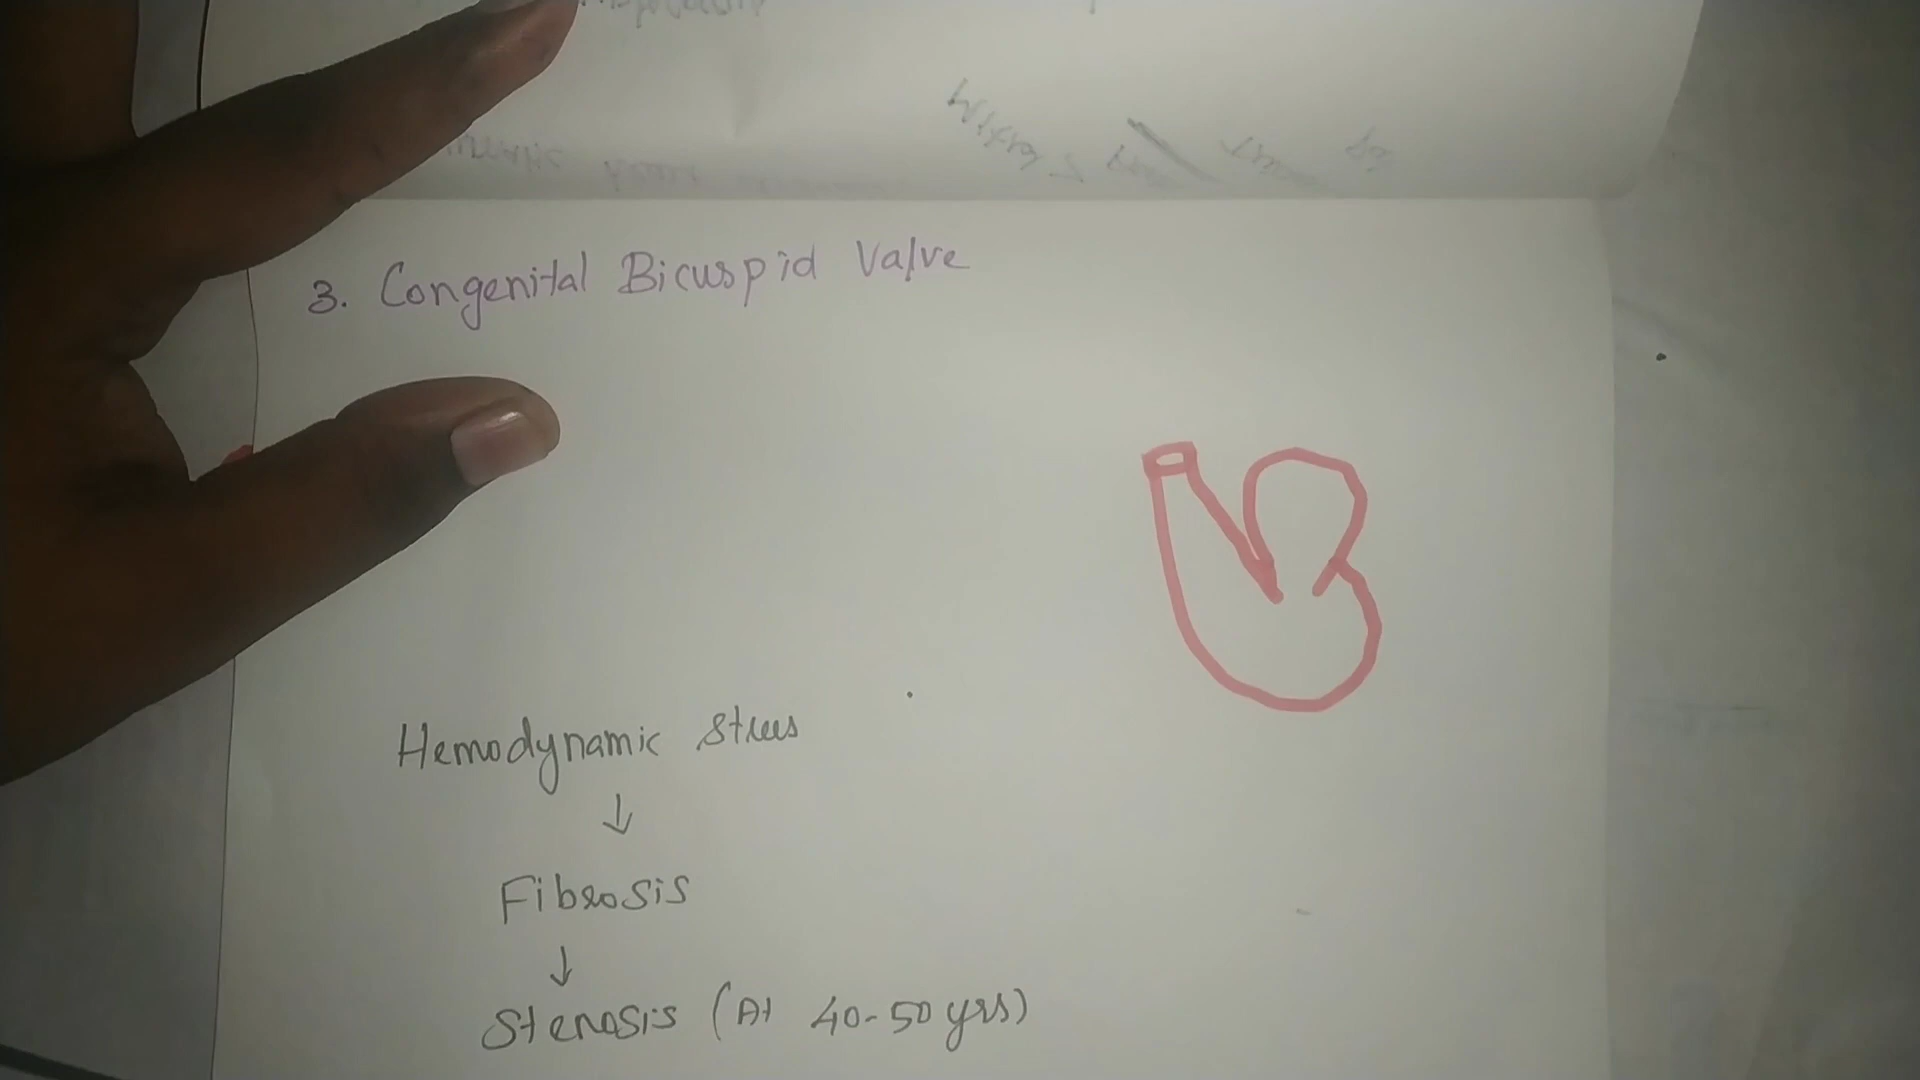 3. Congenital Bicuspid Valve
Hemodynamic stress
↓
Fibrosis
↓
Stenosis (At 40-50 yrs)